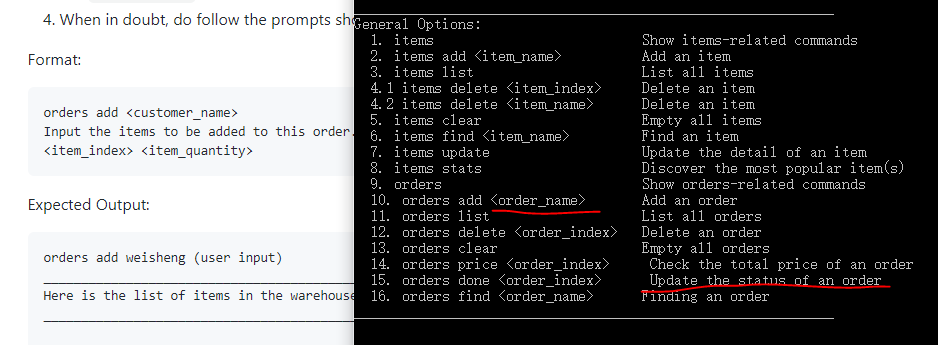 4. When in doubt, do follow the prompts
Format:
orders add <customer_name>
Input the items to be added to this order.
<item_index> <item_quantity>
Expected Output:
orders add weisheng (user input)
Here is the list of items in the warehouse
General Options:
1. items Show items-related commands
2. items add <item_name> Add an item
3. items list List all items
4.1 items delete <item_index> Delete an item
4.2 items delete <item_name> Delete an item
5. items clear Empty all items
6. items find <item_name> Find an item
7. items update Update the detail of an item
8. items stats Discover the most popular item(s)
9. orders Show orders-related commands
10. orders add <order_name> Add an order
11. orders list List all orders
12. orders delete <order_index> Delete an order
13. orders clear Empty all orders
14. orders price <order_index> Check the total price of an order
15. orders done <order_index> Update the status of an order
16. orders find <order_name> Finding an order